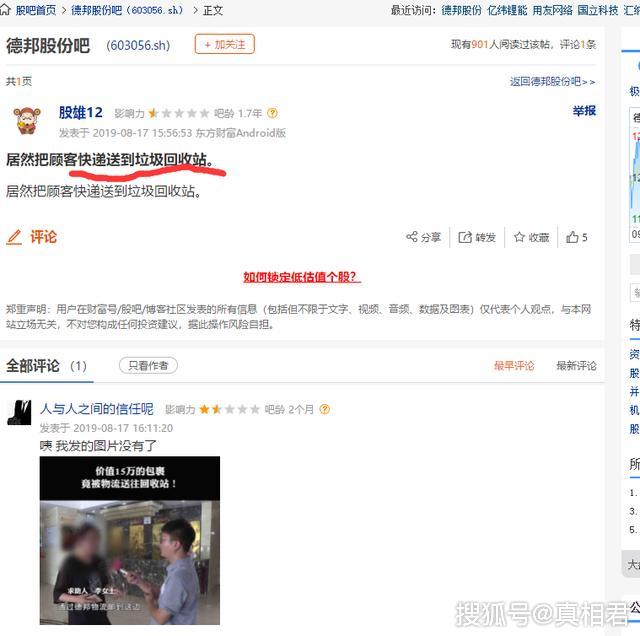 股吧首页 > 德邦股份吧（603056.sh） > 正文
最近访问: 德邦股份 亿纬锂能 用友网络 国立科技 汇纳
德邦股份吧 (603056.sh) + 加关注
现有901人阅读过该帖，评论1条
共1页
返回德邦股份吧>>
股雄12 影响力 吧龄 1.7年
举报
发表于 2019-08-17 15:56:53 东方财富Android版
居然把顾客快递送到垃圾回收站。
居然把顾客快递送到垃圾回收站。
评论
分享 转发 收藏 5
如何锁定低估值个股？
郑重声明：用户在财富号/股吧/博客社区发表的所有信息（包括但不限于文字、视频、音频、数据及图表）仅代表个人观点，与本网
站立场无关，不对您构成任何投资建议，据此操作风险自担。
全部评论 (1) 只看作者
最早评论 最新评论
人与人之间的信任呢 影响力 吧龄 2个月
发表于 2019-08-17 16:11:20
咦 我发的图片没有了
价值15万的包裹
竟被物流送往回收站！
求助人 李女士
通过德邦物流邮到这边
极
德
12
12
11
09
特
资
股
并
机
股
所
1.
3.
5.
大
公
搜狐号@真相君